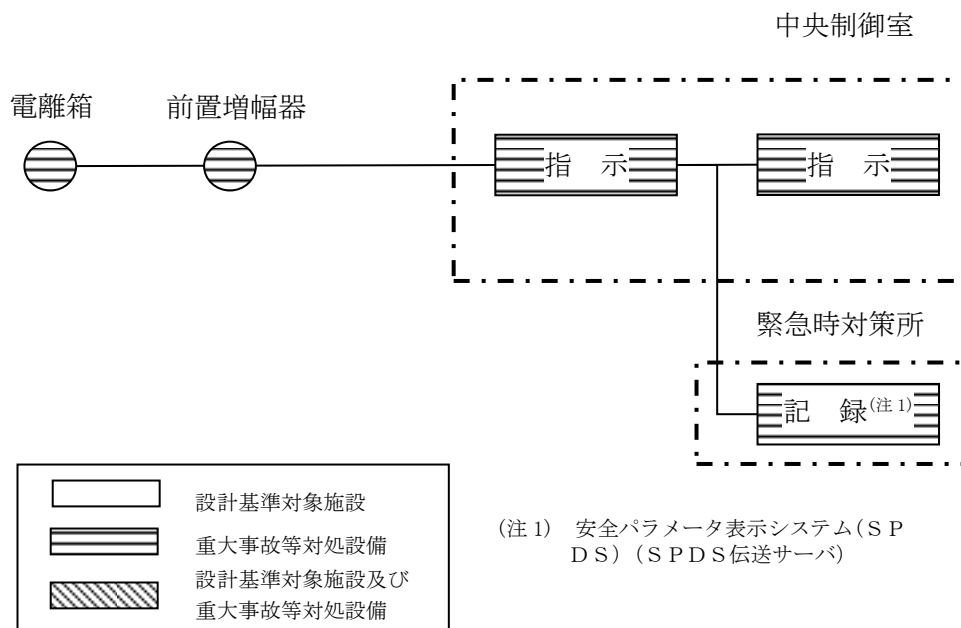 中央制御室
電離箱
前置増幅器
指 示
指 示
緊急時対策所
記 録(注1)
設計基準対象施設
重大事故等対処設備
設計基準対象施設及び
重大事故等対処設備
(注1) 安全パラメータ表示システム(SP
DS)(SPDS伝送サーバ)